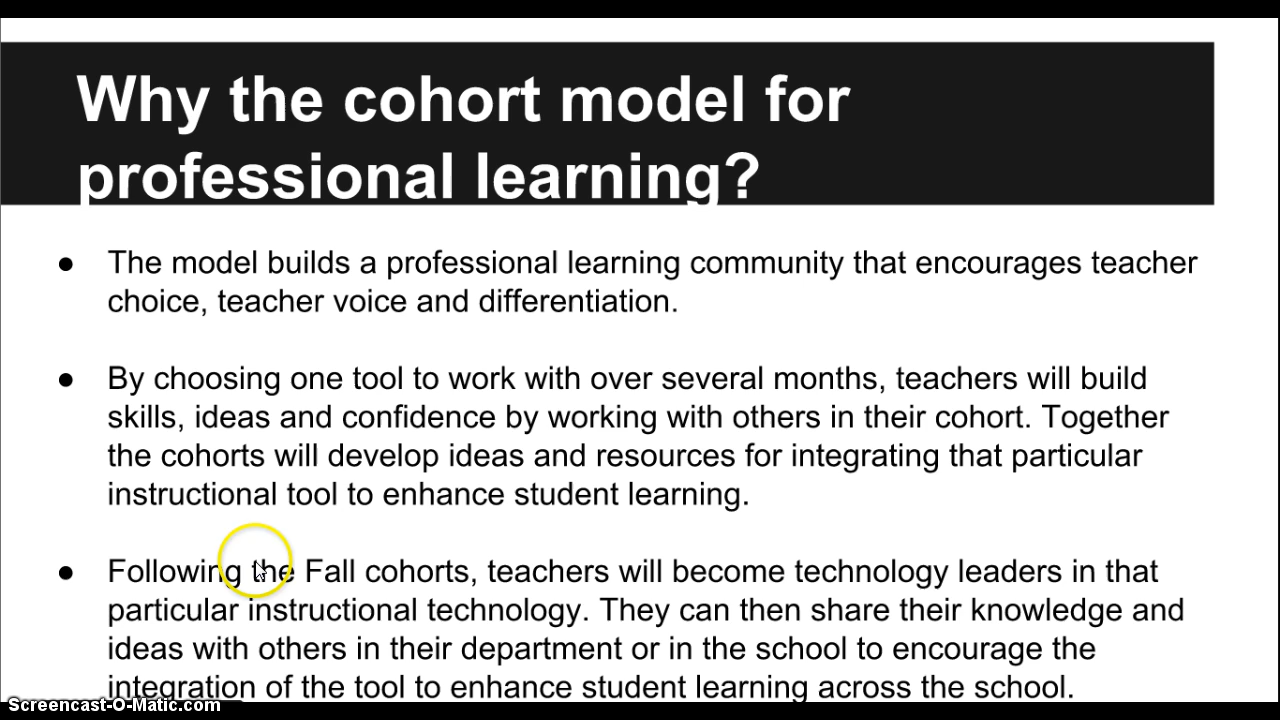 Why the cohort model for
professional learning?
● The model builds a professional learning community that encourages teacher
choice, teacher voice and differentiation.
● By choosing one tool to work with over several months, teachers will build
skills, ideas and confidence by working with others in their cohort. Together
the cohorts will develop ideas and resources for integrating that particular
instructional tool to enhance student learning.
● Following the Fall cohorts, teachers will become technology leaders in that
particular instructional technology. They can then share their knowledge and
ideas with others in their department or in the school to encourage the
integration of the tool to enhance student learning across the school.
Screencast-O-Matic.com